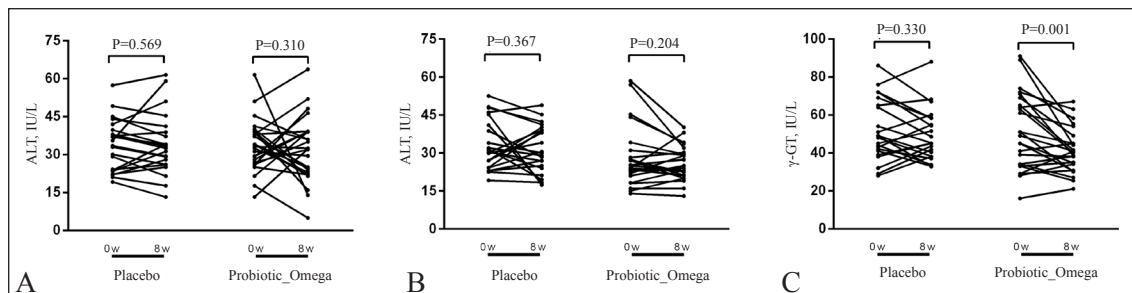 P=0.569
P=0.310
ALT, IU/L
75
60
45
30
15
0
0w
8w
0w
8w
Placebo
Probiotic_Omega
A
P=0.367
P=0.204
ALT, IU/L
75
60
45
30
15
0
0w
8w
0w
8w
Placebo
Probiotic_Omega
B
P=0.330
P=0.001
γ-GT, IU/L
100
80
60
40
20
0
0w
8w
0w
8w
Placebo
Probiotic_Omega
C